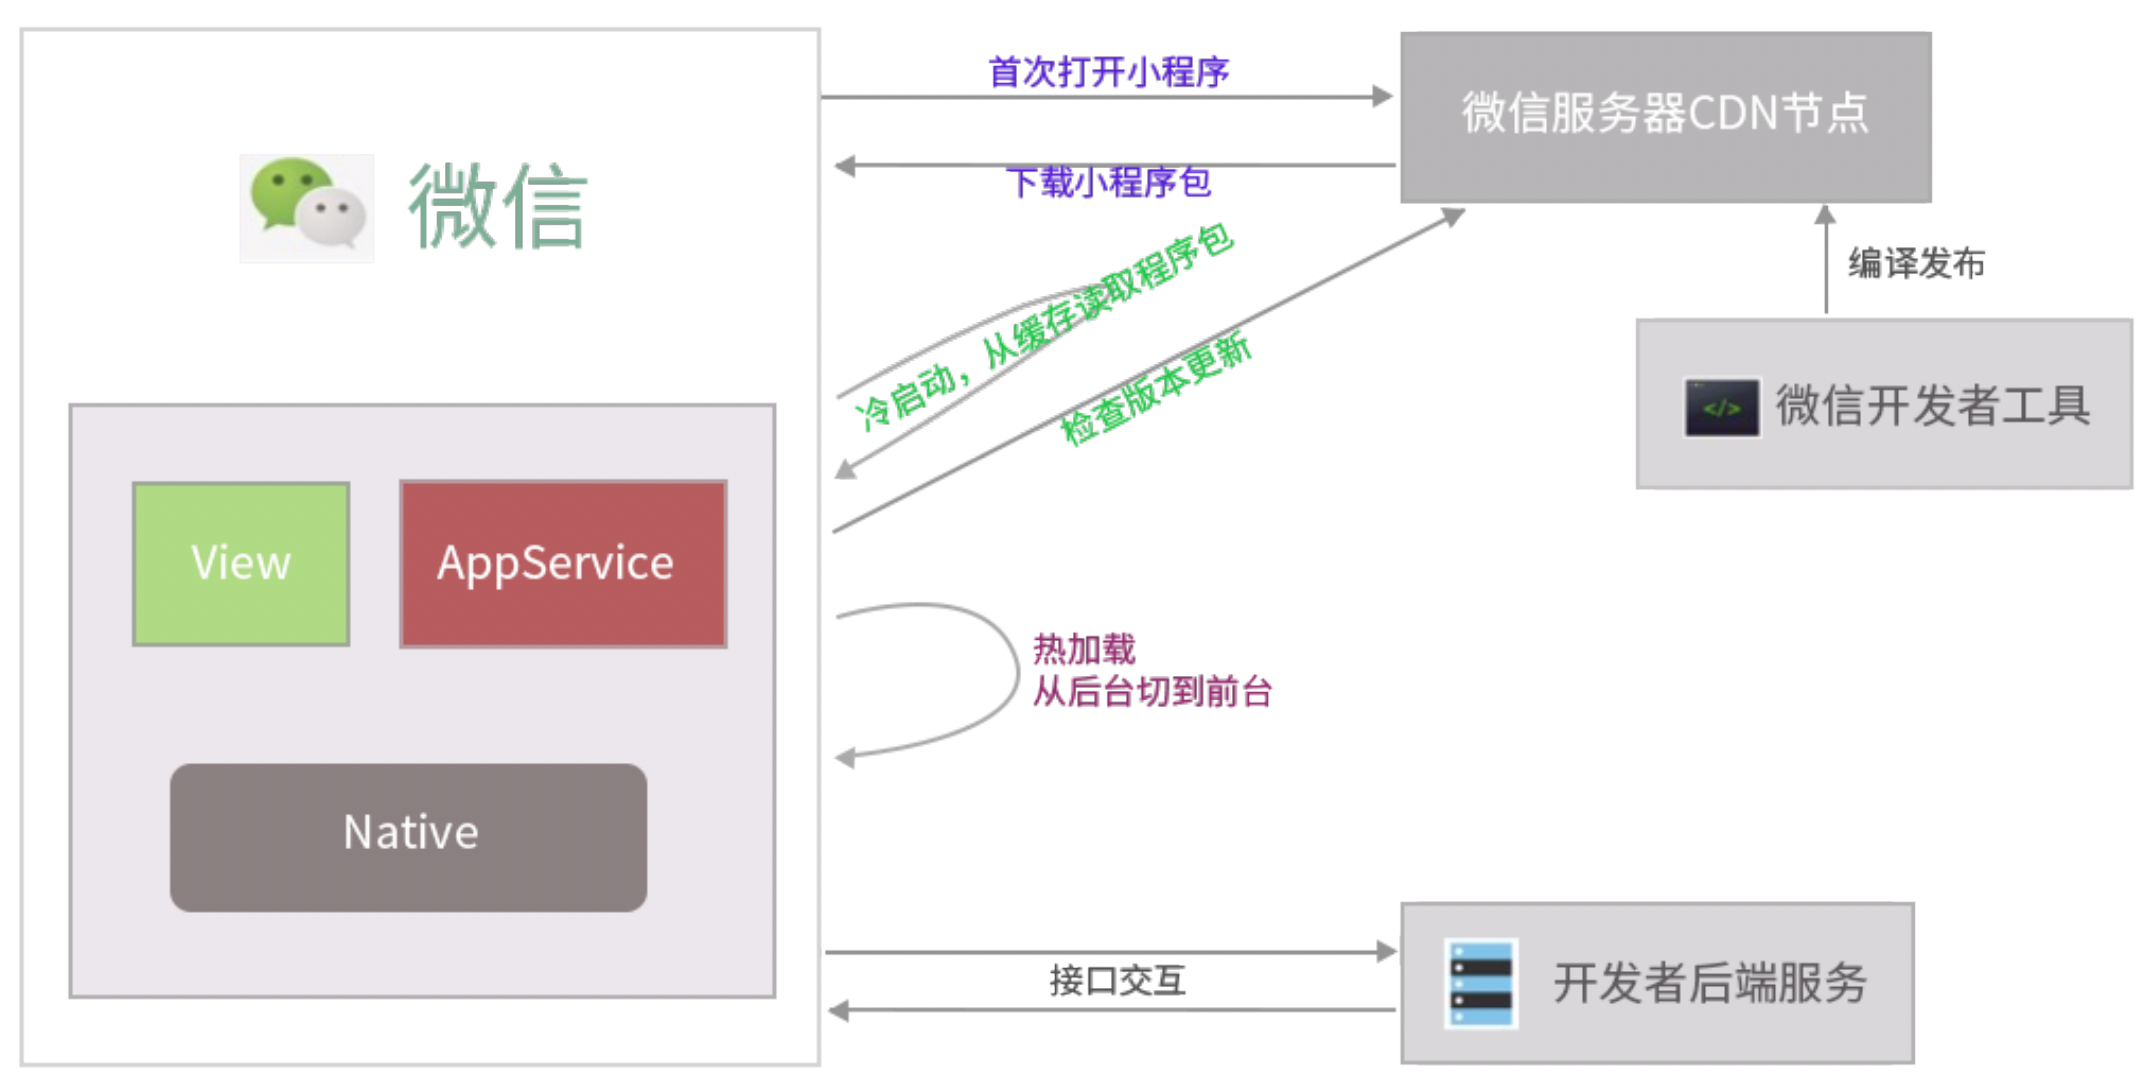 首次打开小程序
微信服务器CDN节点
下载小程序包
微信
冷启动，从缓存读取程序包
检查版本更新
编译发布
</> 微信开发者工具
View
AppService
热加载
从后台切到前台
Native
接口交互
开发者后端服务